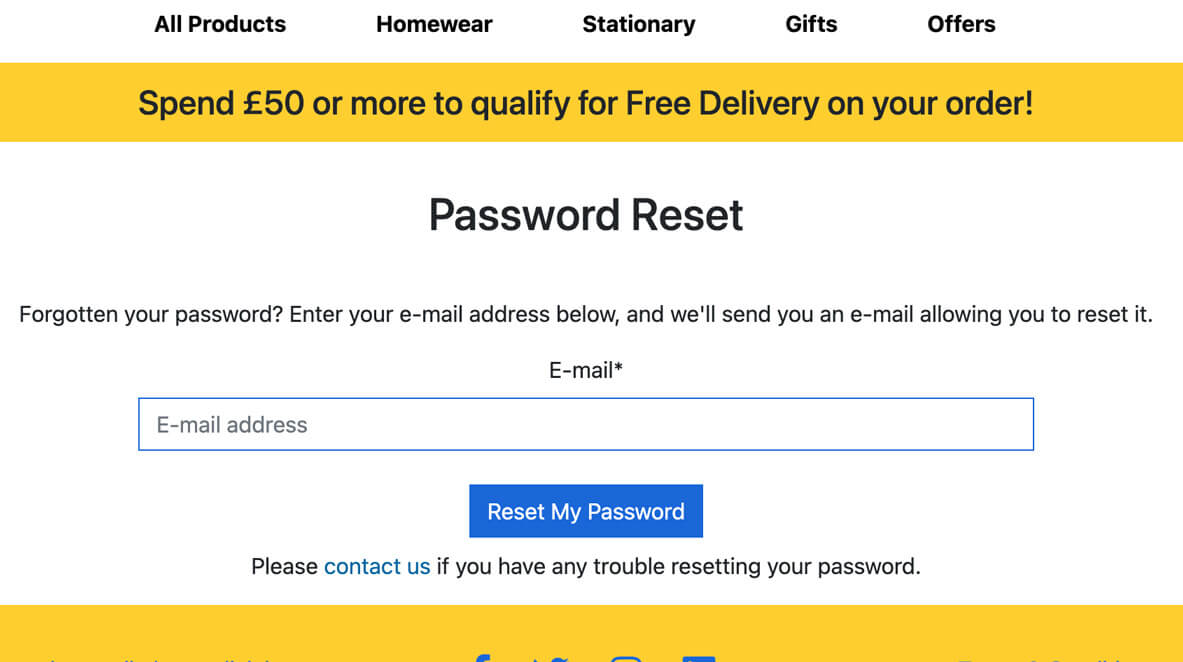 All Products Homewear Stationary Gifts Offers
Spend £50 or more to qualify for Free Delivery on your order!
Password Reset
Forgotten your password? Enter your e-mail address below, and we'll send you an e-mail allowing you to reset it.
E-mail*
E-mail address
Reset My Password
Please contact us if you have any trouble resetting your password.